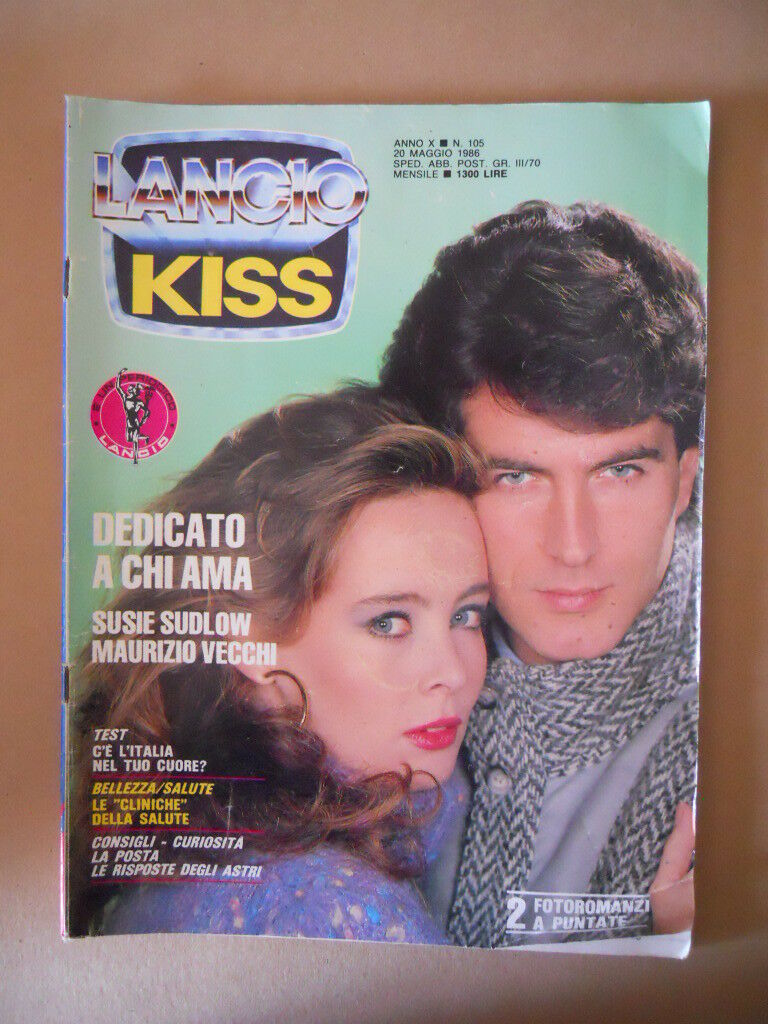 ANNO X ■ N. 105
20 MAGGIO 1986
SPED. ABB. POST. GR. III/70
MENSILE ■ 1300 LIRE
LANCIO
KISS
È UN PERIODICO
LANCIO
DEDICATO
A CHI AMA
SUSIE SUDLOW
MAURIZIO VECCHI
TEST
C'È L'ITALIA
NEL TUO CUORE?
BELLEZZA/SALUTE
LE "CLINICHE"
DELLA SALUTE
CONSIGLI - CURIOSITÀ
LA POSTA
LE RISPOSTE DEGLI ASTRI
2 FOTOROMANZI
A PUNTATE